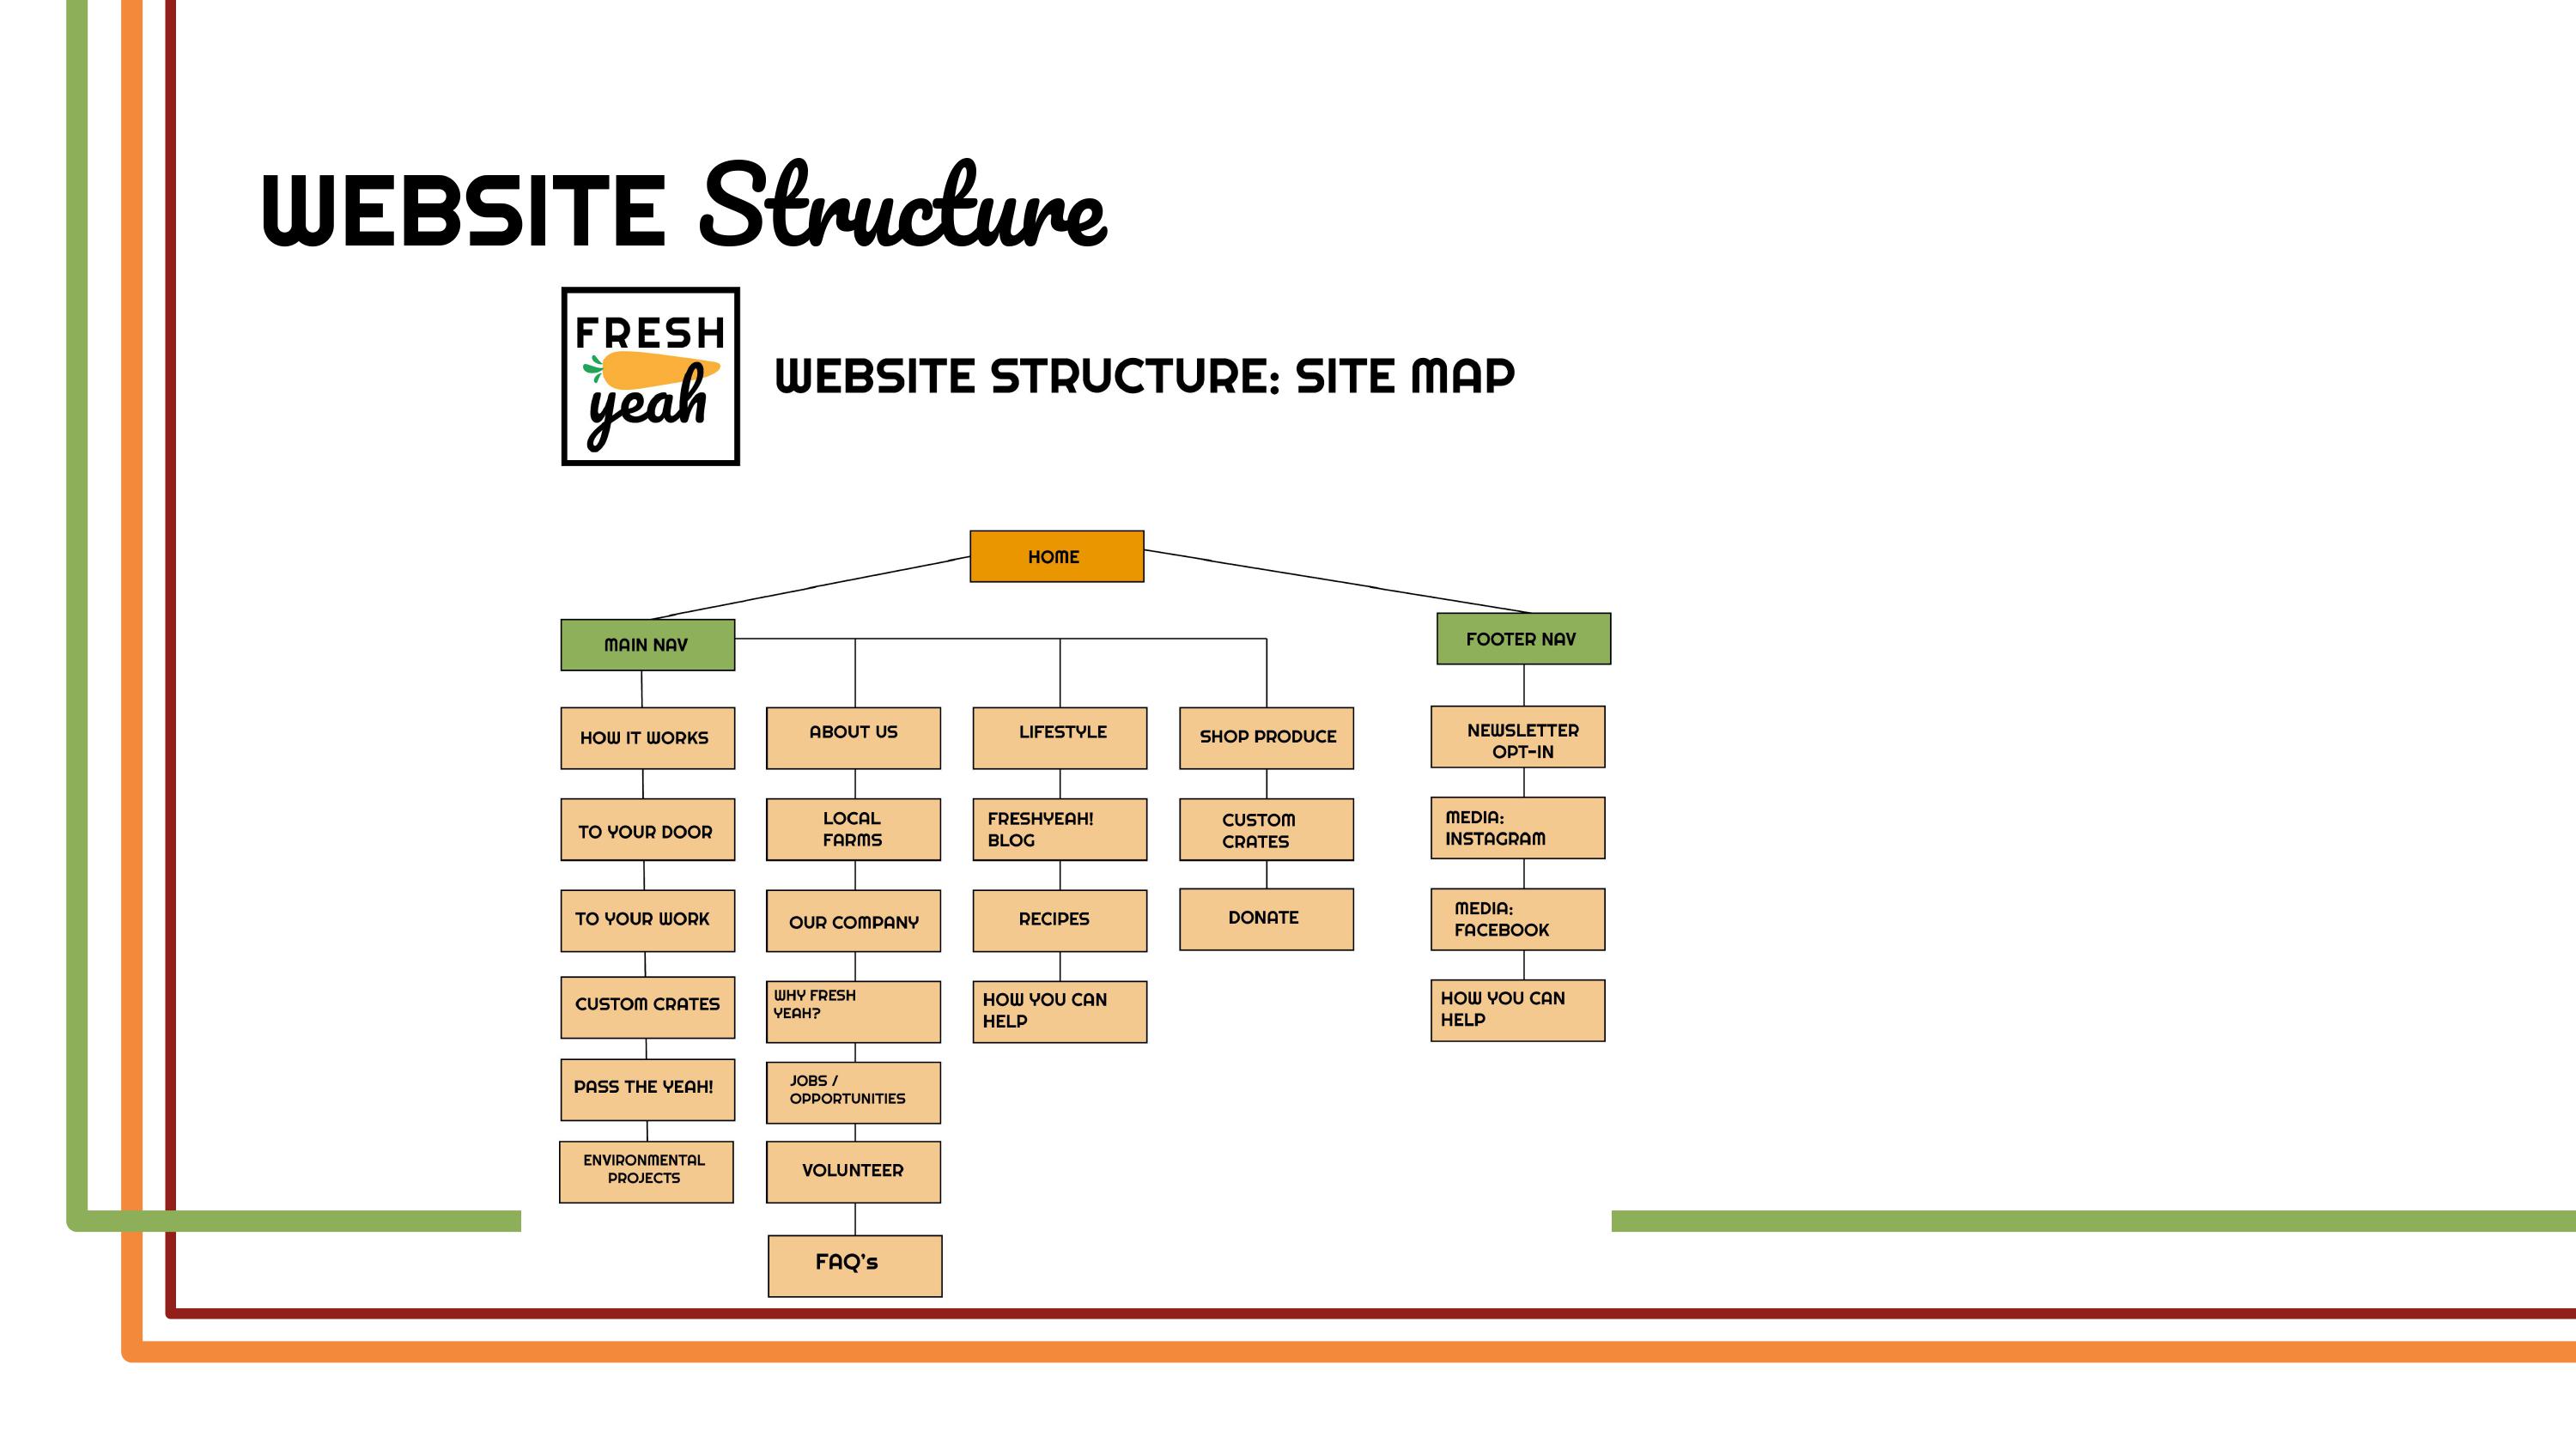 WEBSITE Structure
FRESH
yeah
WEBSITE STRUCTURE: SITE MAP
HOME
MAIN NAV
FOOTER NAV
HOW IT WORKS
TO YOUR DOOR
TO YOUR WORK
CUSTOM CRATES
PASS THE YEAH!
ENVIRONMENTAL
PROJECTS
ABOUT US
LOCAL
FARMS
OUR COMPANY
WHY FRESH
YEAH?
JOBS /
OPPORTUNITIES
VOLUNTEER
FAQ's
LIFESTYLE
FRESHYEAH!
BLOG
RECIPES
HOW YOU CAN
HELP
SHOP PRODUCE
CUSTOM
CRATES
DONATE
NEWSLETTER
OPT-IN
MEDIA:
INSTAGRAM
MEDIA:
FACEBOOK
HOW YOU CAN
HELP